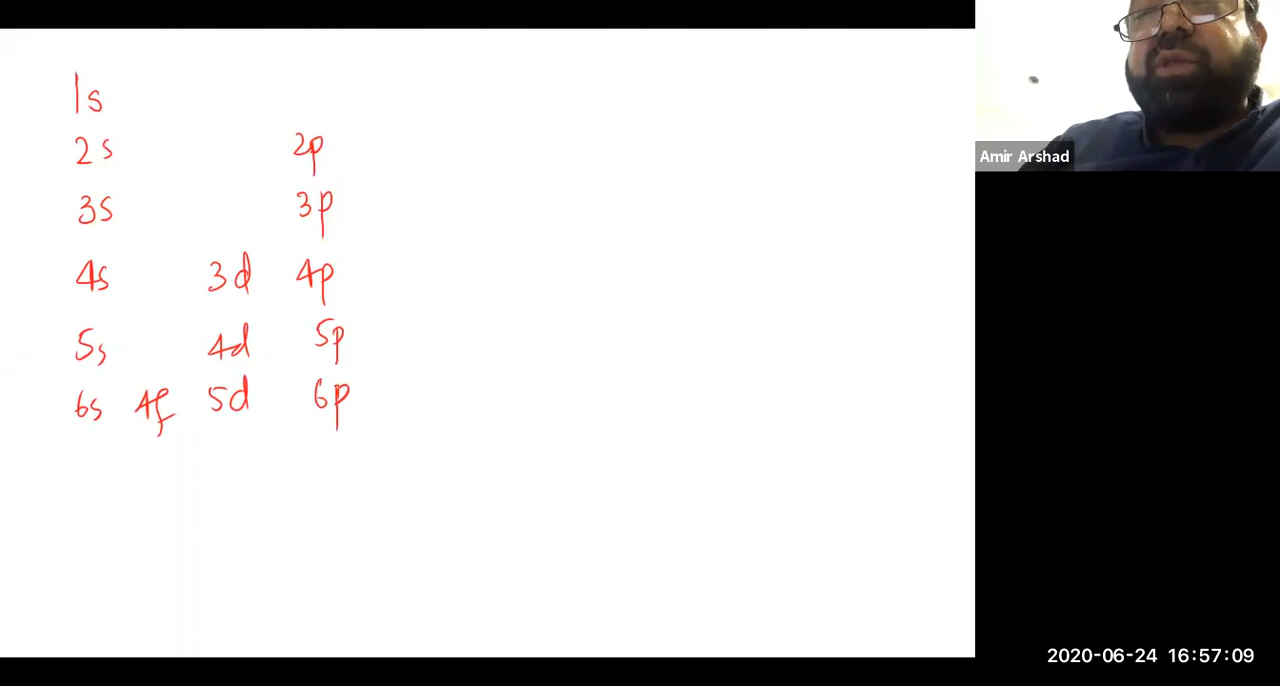 1s
2s 2p
3s 3p
4s 3d 4p
5s 4d 5p
6s 4f 5d 6p
Amir Arshad
2020-06-24 16:57:09